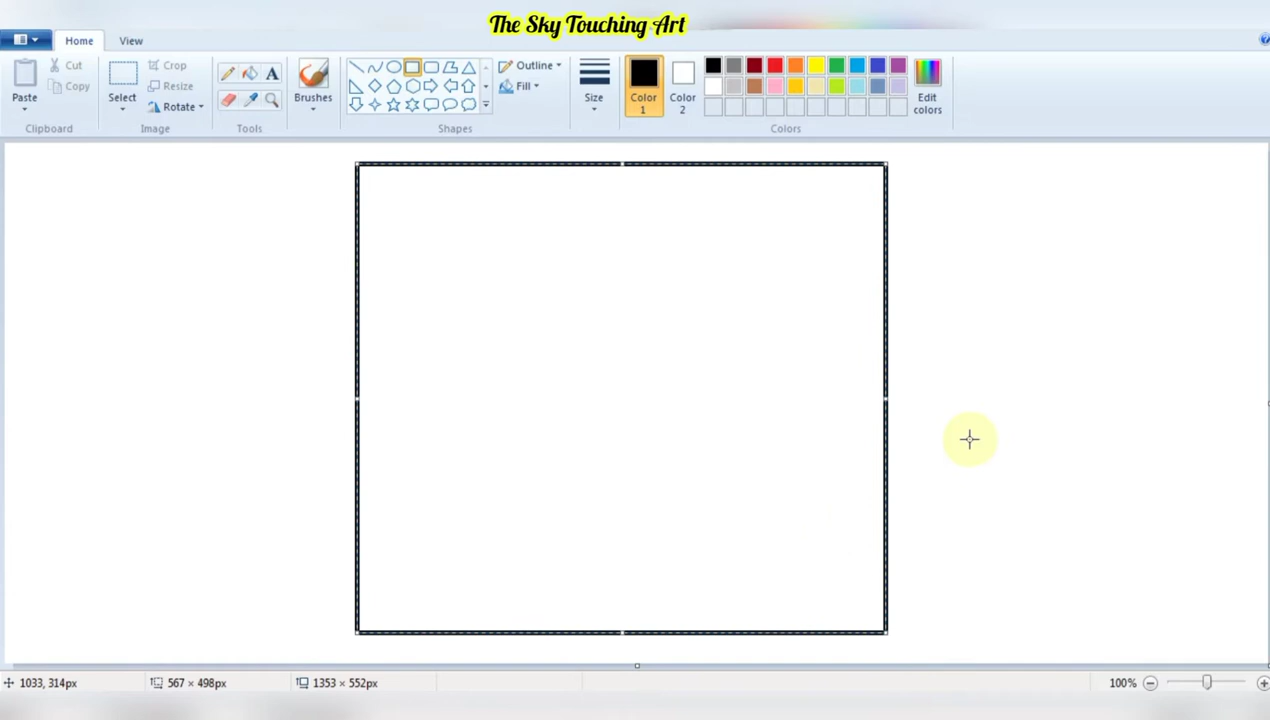 The Sky Touching Art
Home View
Cut
Copy
Paste
Clipboard
Select
Crop
Resize
Rotate
Image
A
Tools
Brushes
Outline
Fill
Shapes
Size
Color 1
Color 2
Edit colors
Colors
1033, 314px 567 × 498px 1353 × 552px 100%